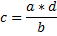 c = a * d / b